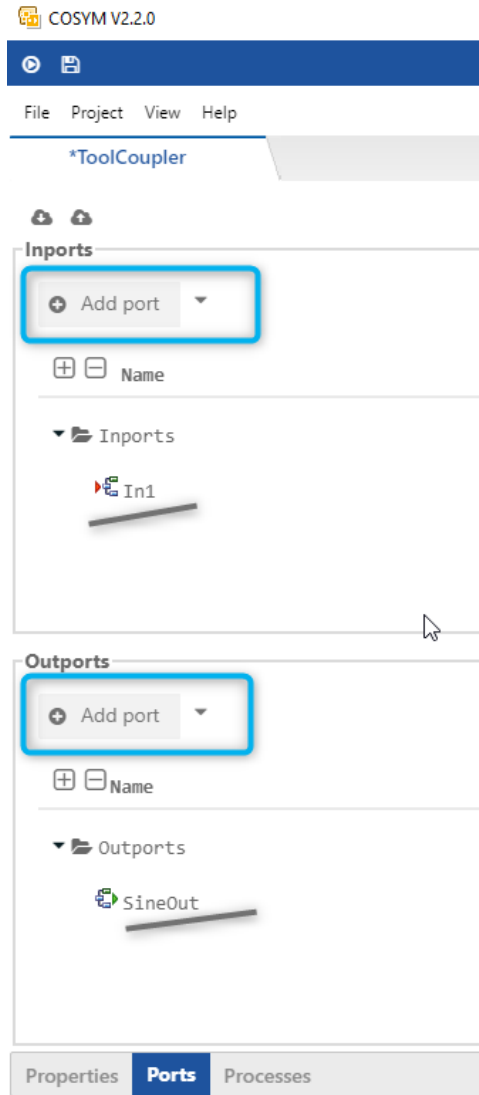 COSYM V2.2.0
File Project View Help
*ToolCoupler
Inports
Add port
Name
Inports
In1
Outports
Add port
Name
Outports
SineOut
Properties Ports Processes